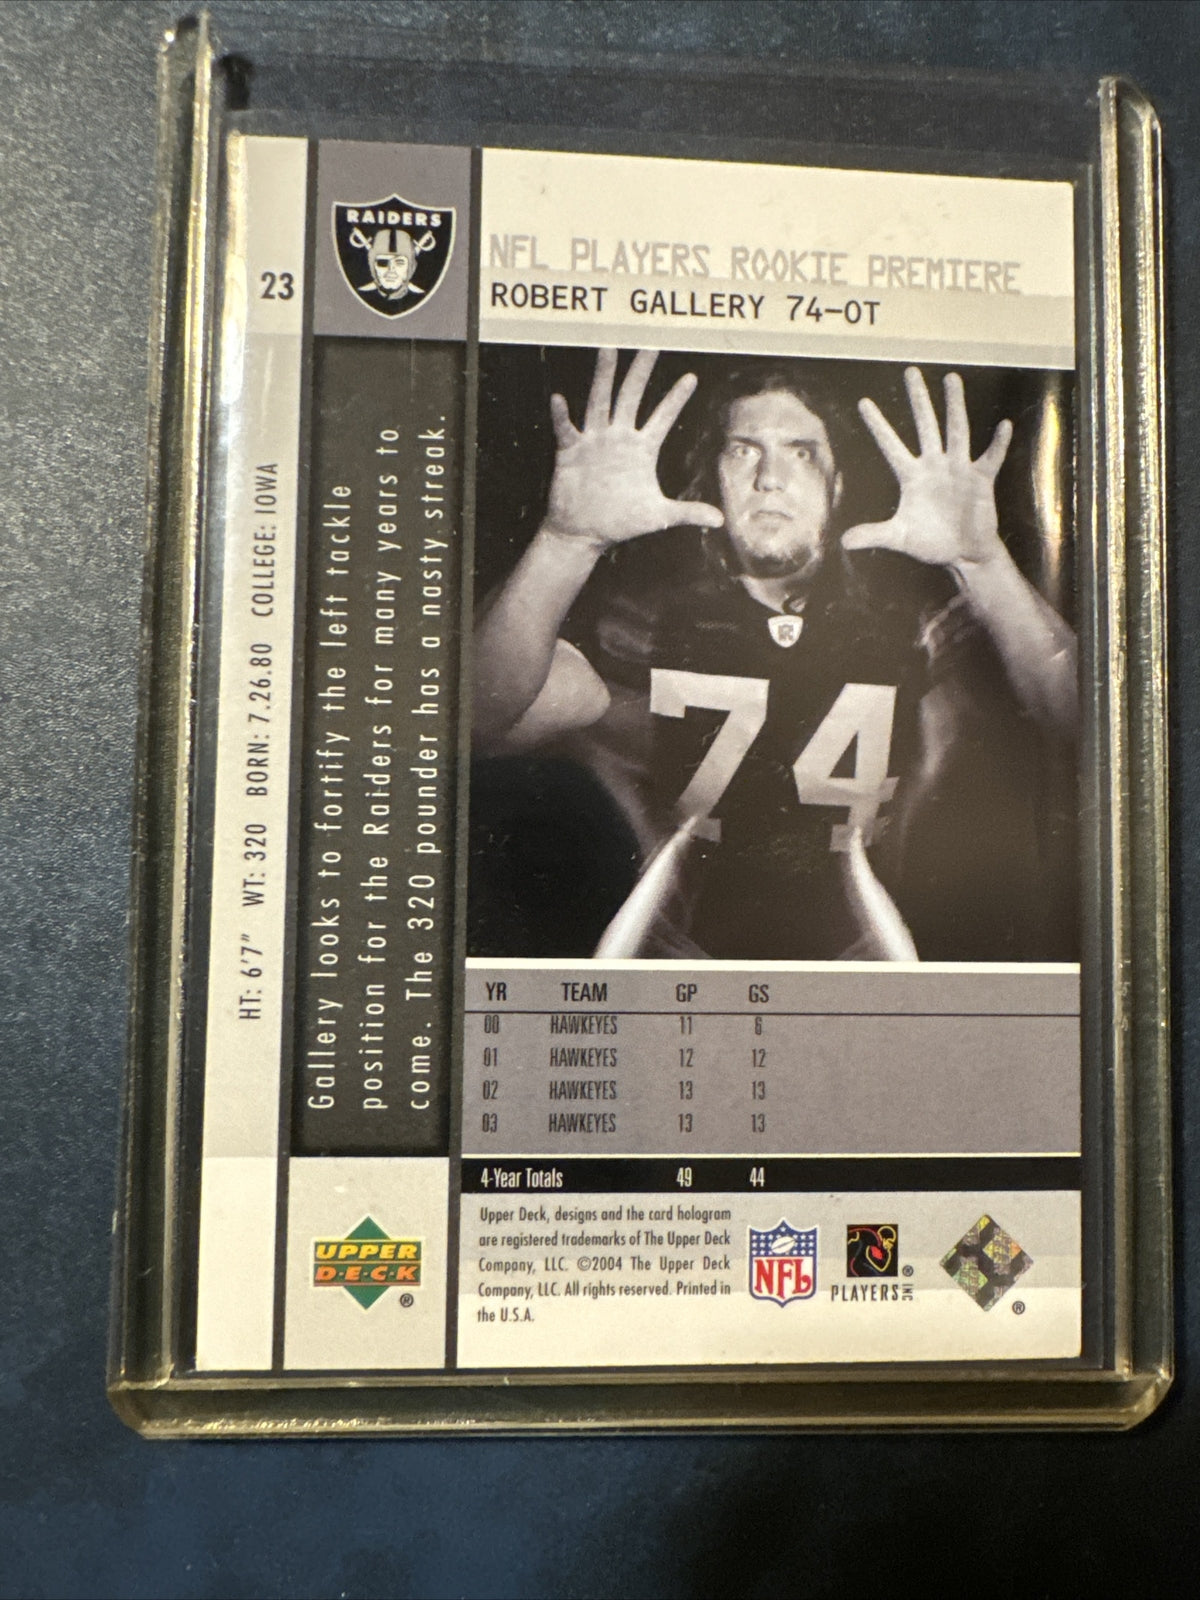 23
RAIDERS
NFL PLAYERS ROOKIE PREMIERE
ROBERT GALLERY 74-OT
HT: 6'7" WT: 320 BORN: 7.26.80 COLLEGE: IOWA
Gallery looks to fortify the left tackle
position for the Raiders for many years to
come. The 320 pounder has a nasty streak.
74
YR TEAM GP GS
00 HAWKEYES 11 6
01 HAWKEYES 12 12
02 HAWKEYES 13 13
03 HAWKEYES 13 13
4-Year Totals 49 44
UPPER
D·E·C·K
®
Upper Deck, designs and the card hologram
are registered trademarks of The Upper Deck
Company, LLC. ©2004 The Upper Deck
Company, LLC. All rights reserved. Printed in
the U.S.A.
NFL
PLAYERS INC ®
®